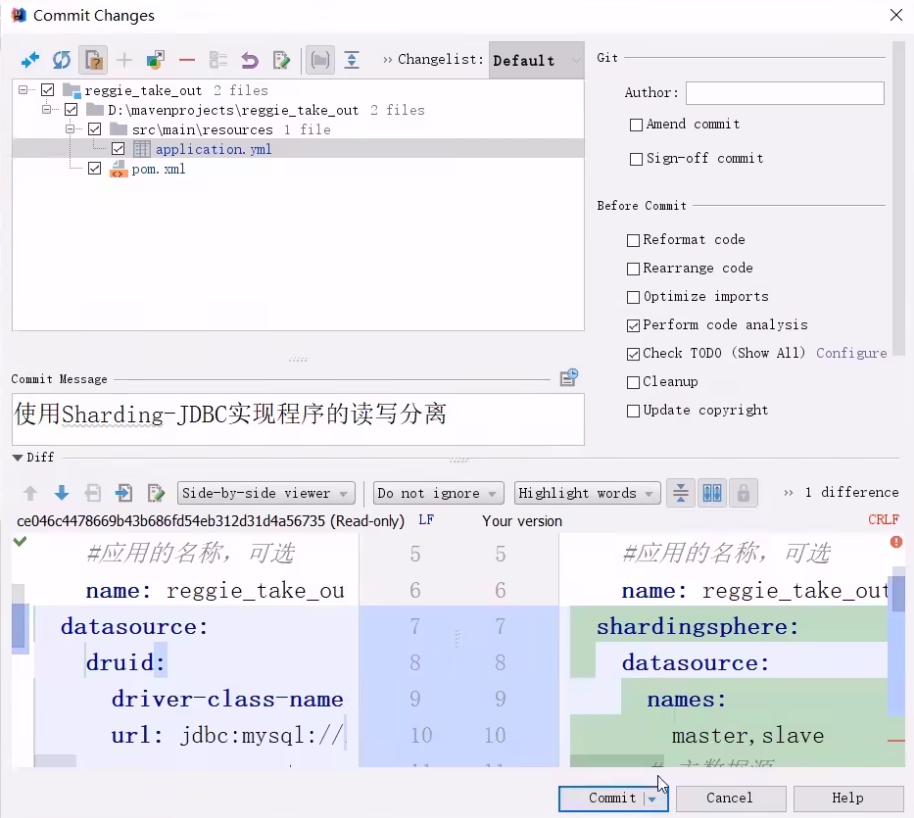 Commit Changes
Changelist: Default
reggie_take_out 2 files
D:\mavenprojects\reggie_take_out 2 files
src\main\resources 1 file
application.yml
pom.xml
Git
Author:
Amend commit
Sign-off commit
Before Commit
Reformat code
Rearrange code
Optimize imports
Perform code analysis
Check TODO (Show All) Configure
Cleanup
Update copyright
Commit Message
使用Sharding-JDBC实现程序的读写分离
Diff
Side-by-side viewer Do not ignore Highlight words 1 difference
ce046c4478669b43b686fd54eb312d31d4a56735 (Read-only) LF Your version CRLF
#应用的名称，可选 5 5 #应用的名称，可选
name: reggie_take_ou 6 6 name: reggie_take_out
datasource: 7 7 shardingsphere:
druid: 8 8 datasource:
driver-class-name 9 9 names:
url: jdbc:mysql:// 10 10 master,slave
Commit Cancel Help